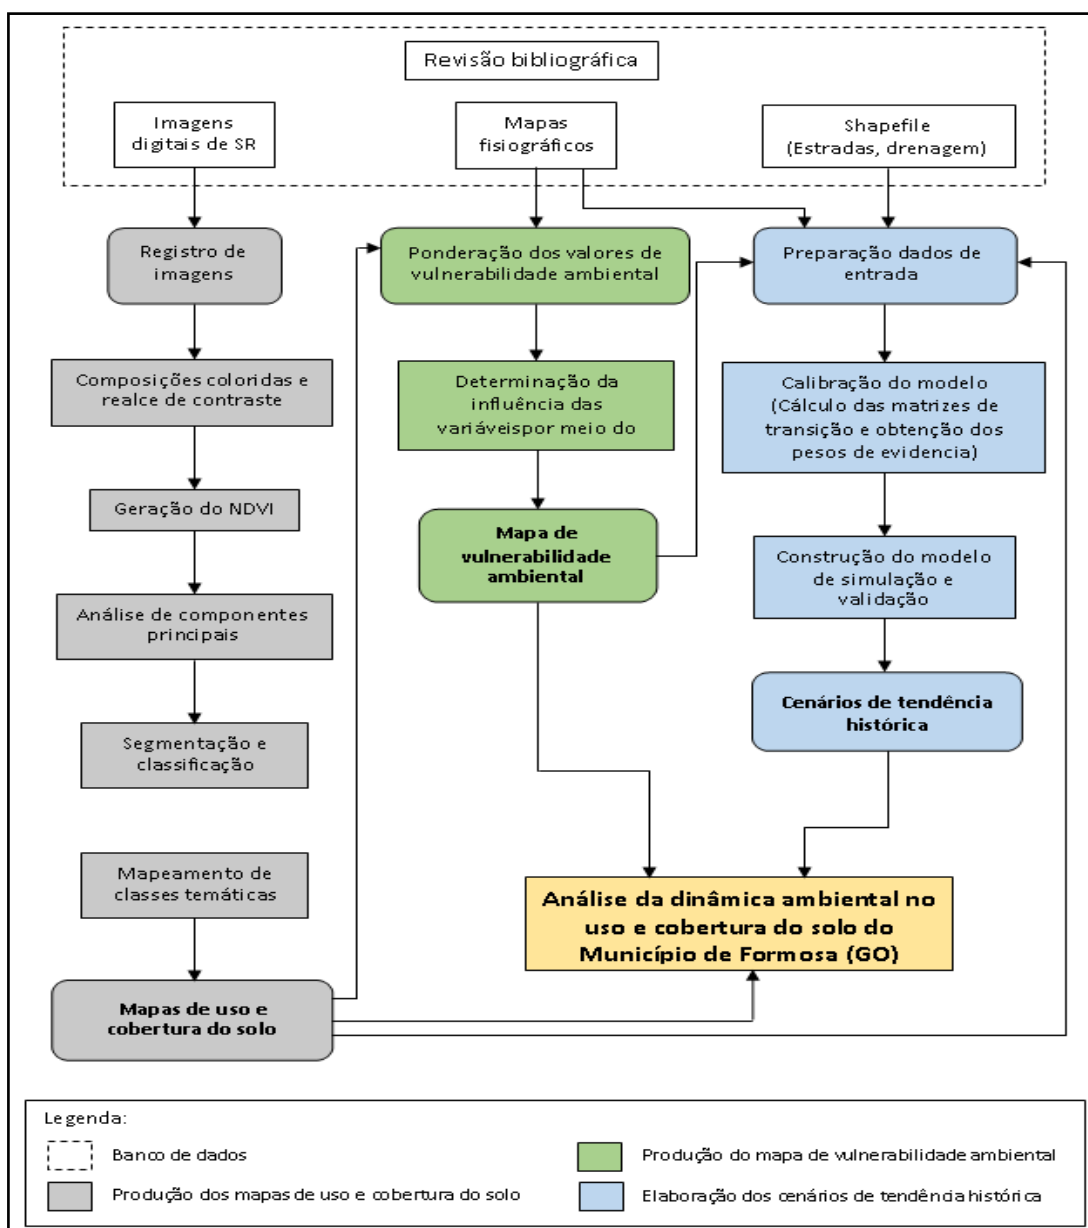 Revisão bibliográfica
Imagens
digitais de SR
Mapas
fisiográficos
Shapefile
(Estradas, drenagem)
Registro de
imagens
Ponderação dos valores de
vulnerabilidade ambiental
Preparação dados de
entrada
Composições coloridas e
realce de contraste
Determinação da
influência das
variáveispor meio do
Calibração do modelo
(Cálculo das matrizes de
transição e obtenção dos
pesos de evidencia)
Geração do NDVI
Mapa de
vulnerabilidade
ambiental
Construção do modelo
de simulação e
validação
Análise de componentes
principais
Cenários de tendência
histórica
Segmentação e
classificação
Mapeamento de
classes temáticas
Análise da dinâmica ambiental no
uso e cobertura do solo do
Município de Formosa (GO)
Mapas de uso e
cobertura do solo
Legenda:
Banco de dados
Produção do mapa de vulnerabilidade ambiental
Produção dos mapas de uso e cobertura do solo
Elaboração dos cenários de tendência histórica